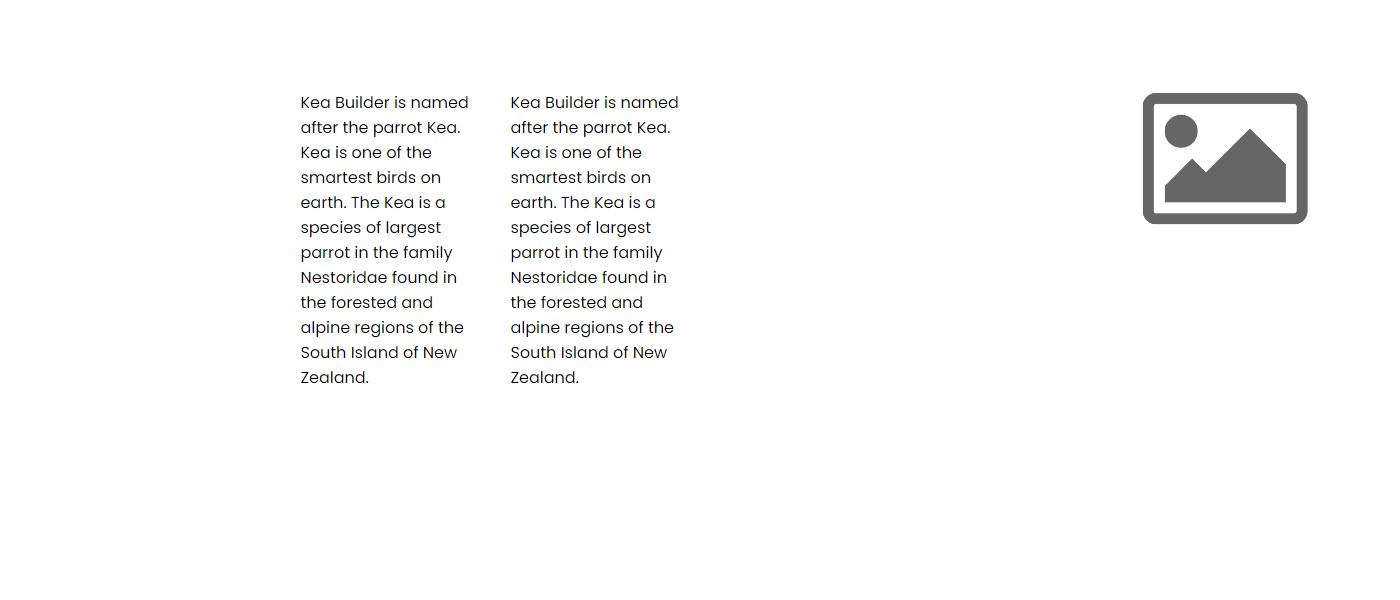 Kea Builder is named
after the parrot Kea.
Kea is one of the
smartest birds on
earth. The Kea is a
species of largest
parrot in the family
Nestoridae found in
the forested and
alpine regions of the
South Island of New
Zealand.
Kea Builder is named
after the parrot Kea.
Kea is one of the
smartest birds on
earth. The Kea is a
species of largest
parrot in the family
Nestoridae found in
the forested and
alpine regions of the
South Island of New
Zealand.